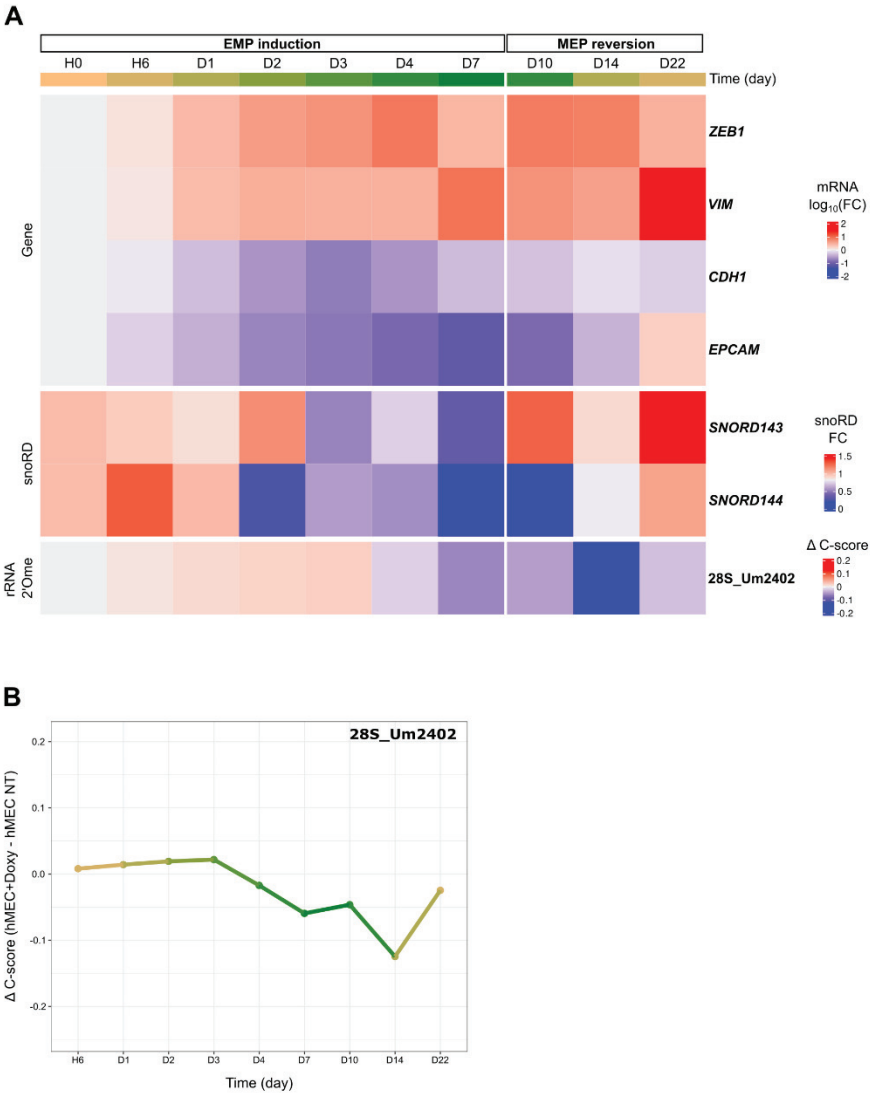 A
EMP induction
MEP reversion
H0 H6 D1 D2 D3 D4 D7 D10 D14 D22
Time (day)
Gene
ZEB1
VIM
CDH1
EPCAM
mRNA
log₁₀(FC)
2
1
0
-1
-2
snoRD
SNORD143
SNORD144
snoRD
FC
1.5
1
0.5
0
rRNA
2'Ome
28S_Um2402
Δ C-score
0.2
0.1
0
-0.1
-0.2
B
28S_Um2402
Δ C-score (hMEC+Doxy - hMEC NT)
0.2
0.1
0.0
-0.1
-0.2
H6 D1 D2 D3 D4 D7 D10 D14 D22
Time (day)